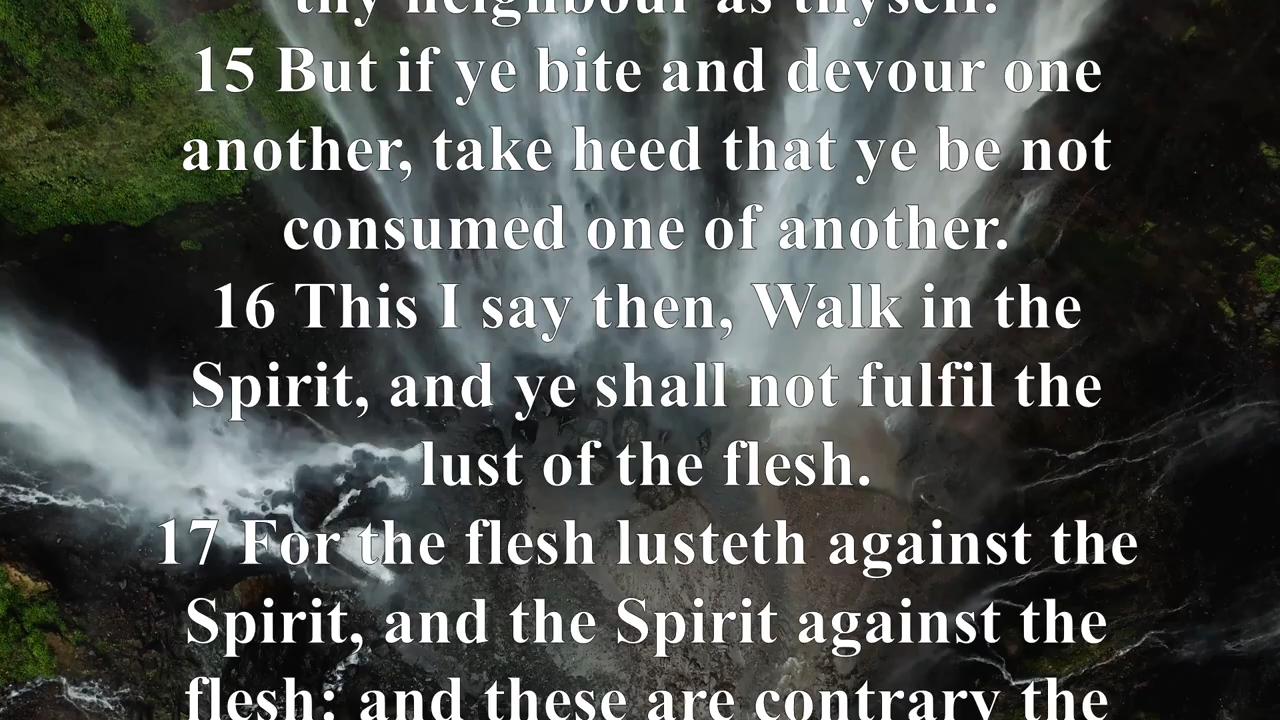 thy neighbour as thyself.
15 But if ye bite and devour one
another, take heed that ye be not
consumed one of another.
16 This I say then, Walk in the
Spirit, and ye shall not fulfil the
lust of the flesh.
17 For the flesh lusteth against the
Spirit, and the Spirit against the
flesh: and these are contrary the